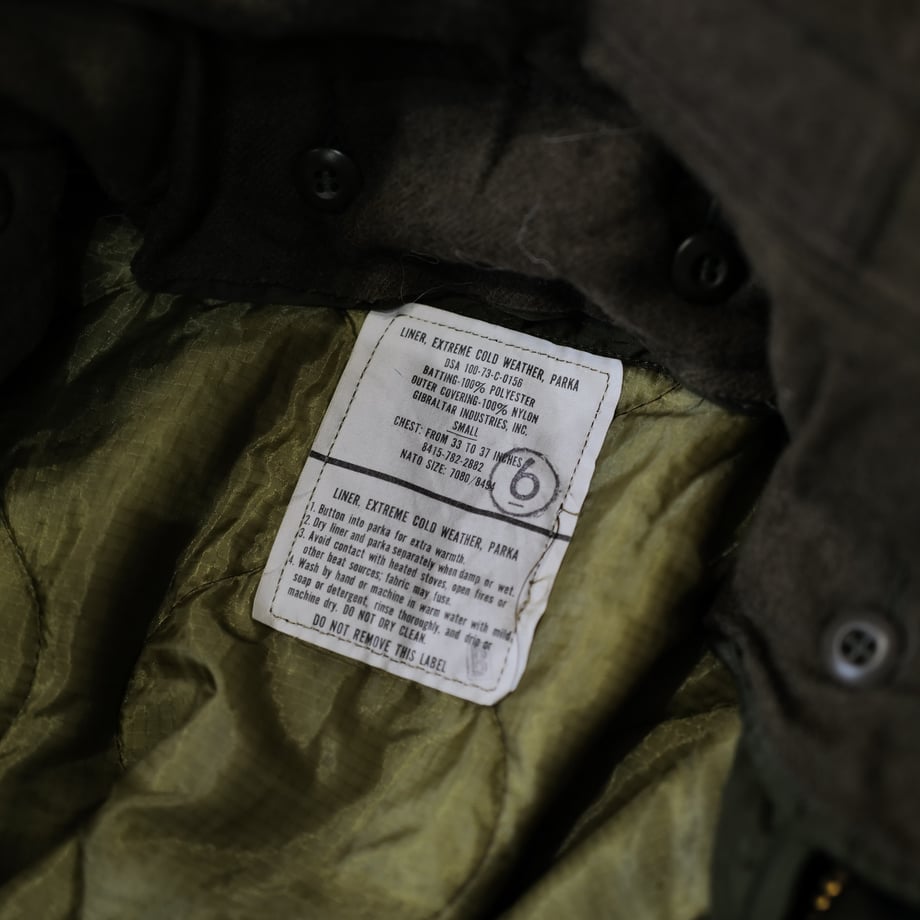 LINER, EXTREME COLD WEATHER, PARKA
DSA 100-73-C-0156
BATTING-100% POLYESTER
OUTER COVERING-100% NYLON
GIBRALTAR INDUSTRIES, INC.
SMALL
CHEST: FROM 33 TO 37 INCHES
8415-782-2882
NATO SIZE: 7080/8494
6
LINER, EXTREME COLD WEATHER, PARKA
1. Button into parka for extra warmth.
2. Dry liner and parka separately when damp or wet.
3. Avoid contact with heated stoves, open fires or
other heat sources; fabric may fuse.
4. Wash by hand or machine in warm water with mild
soap or detergent, rinse thoroughly, and drip or
machine dry. DO NOT DRY CLEAN.
DO NOT REMOVE THIS LABEL